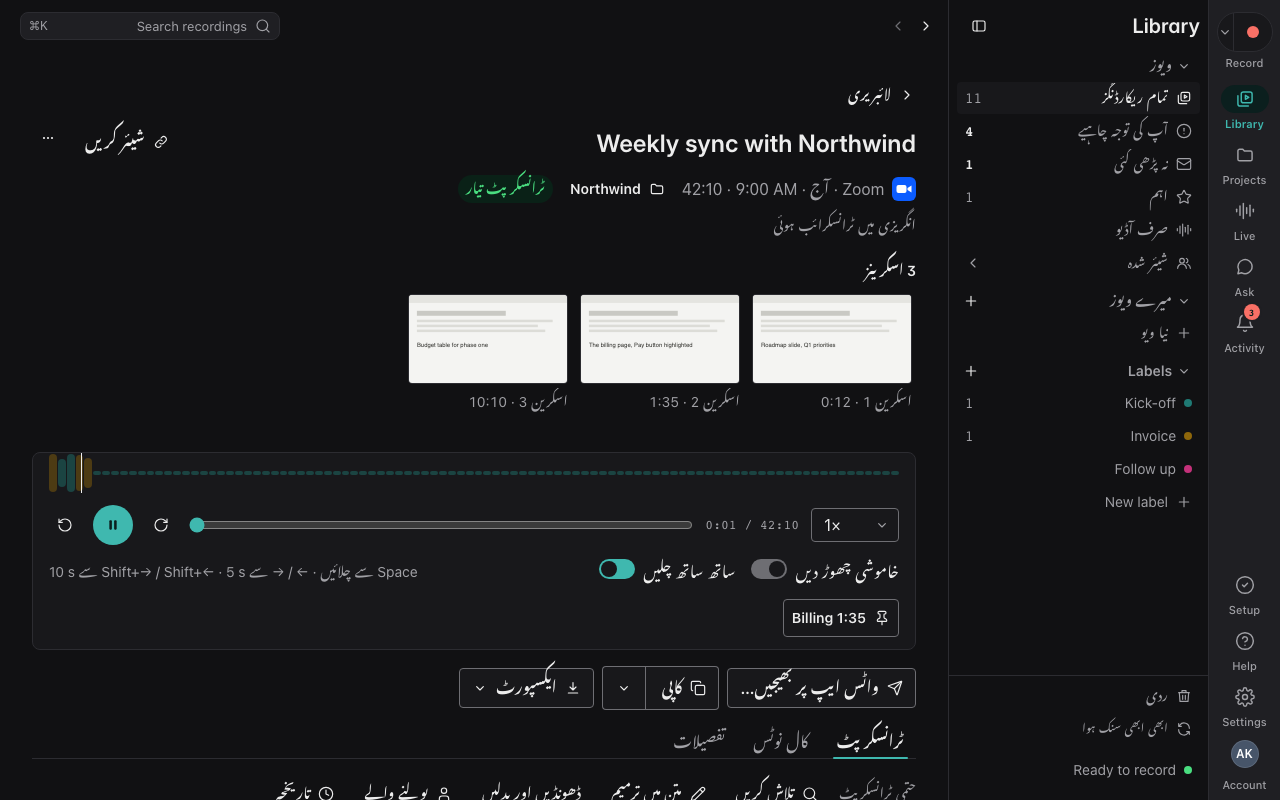 Record
Library
Projects
Live
Ask
3
Activity
Setup
Help
Settings
AK
Account
Library
ویوز
تمام ریکارڈنگز 11
آپ کی توجہ چاہیے 4
نہ پڑھی گئی 1
اہم 1
صرف آڈیو
شیئر شدہ
میرے ویوز
نیا ویو
Labels
Kick-off 1
Invoice 1
Follow up
New label
ردی
ابھی ابھی سنک ہوا
Ready to record
Search recordings ⌘K
لائبریری
Weekly sync with Northwind
شیئر کریں
...
Zoom · آج · 9:00 AM · 42:10
Northwind
ٹرانسکرپٹ تیار
انگریزی میں ٹرانسکرائب ہوئی
3 اسکرینز
Roadmap slide, Q1 priorities
The billing page, Pay button highlighted
Budget table for phase one
اسکرین 1 · 0:12
اسکرین 2 · 1:35
اسکرین 3 · 10:10
0:01 / 42:10
1×
خاموشی چھوڑ دیں
ساتھ ساتھ چلیں
Space سے چلائیں · ← / → سے 5 s · Shift+← / Shift+→ سے 10 s
Billing 1:35
واٹس ایپ پر بھیجیں...
کاپی
ایکسپورٹ
ٹرانسکرپٹ
کال نوٹس
تفصیلات
حتمی ٹرانسکرپٹ
تلاش کریں
متن میں ترمیم
ڈھونڈیں اور بدلیں
بولنے والے
تاریخچہ